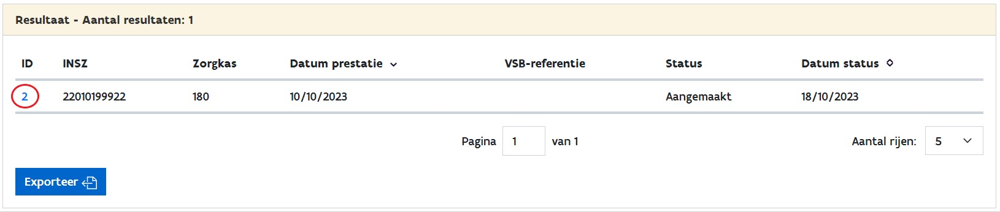 Resultaat - Aantal resultaten: 1
ID INSZ Zorgkas Datum prestatie VSB-referentie Status Datum status
2 22010199922 180 10/10/2023 Aangemaakt 18/10/2023
Pagina 1 van 1 Aantal rijen: 5
Exporteer